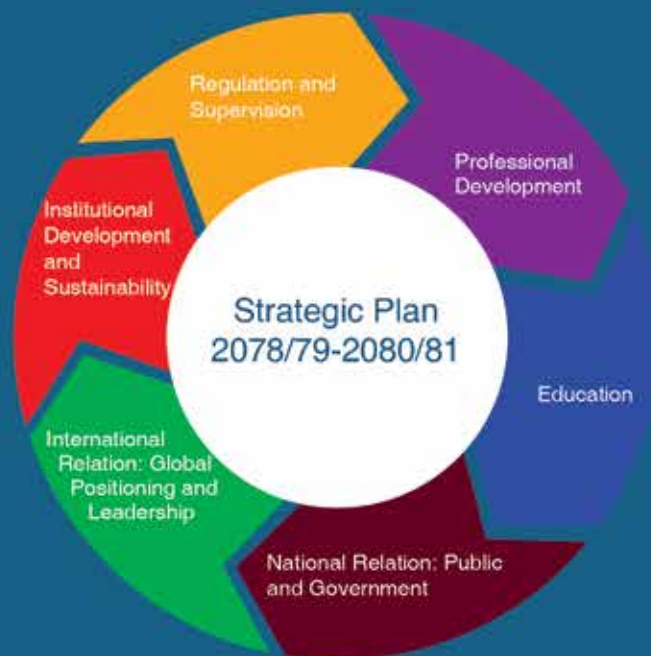 Regulation and
Supervision
Professional
Development
Education
National Relation: Public
and Government
International
Relation: Global
Positioning and
Leadership
Institutional
Development
and
Sustainability
Strategic Plan
2078/79-2080/81